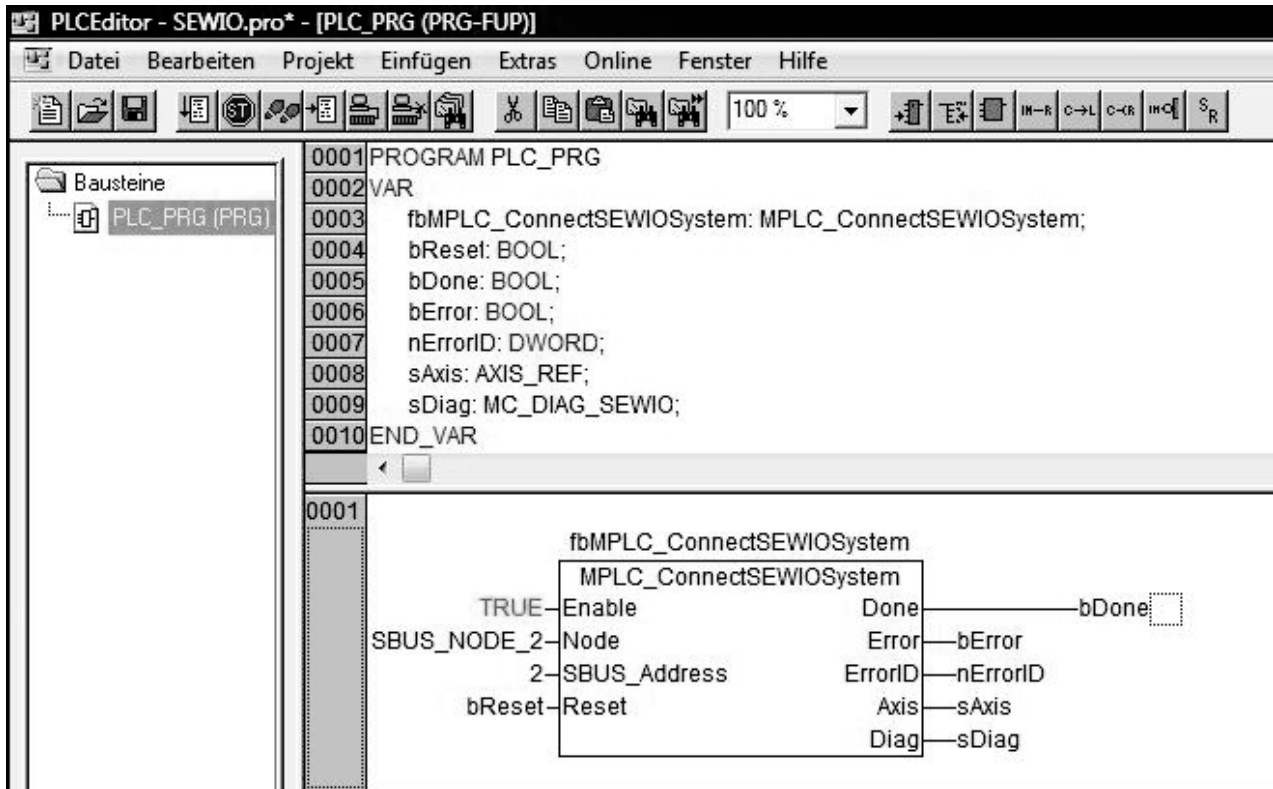 PLCEditor - SEWIO.pro* - [PLC_PRG (PRG-FUP)]
Datei Bearbeiten Projekt Einfügen Extras Online Fenster Hilfe
ST 100 % IN-R C→L C→R IN S R
Bausteine
PLC_PRG (PRG)
0001 PROGRAM PLC_PRG
0002 VAR
0003 fbMPLC_ConnectSEWIOSystem: MPLC_ConnectSEWIOSystem;
0004 bReset: BOOL;
0005 bDone: BOOL;
0006 bError: BOOL;
0007 nErrorID: DWORD;
0008 sAxis: AXIS_REF;
0009 sDiag: MC_DIAG_SEWIO;
0010 END_VAR
0001
fbMPLC_ConnectSEWIOSystem
MPLC_ConnectSEWIOSystem
TRUE Enable Done bDone
SBUS_NODE_2 Node Error bError
2 SBUS_Address ErrorID nErrorID
bReset Reset Axis sAxis
Diag sDiag